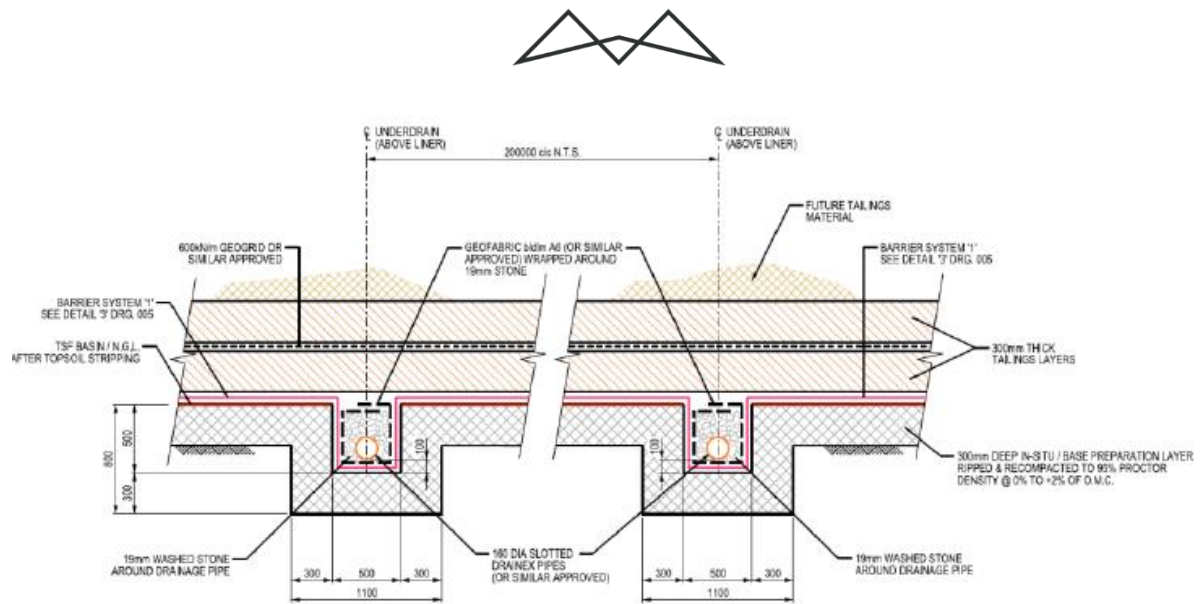 ℄ UNDERDRAIN
(ABOVE LINER)
℄ UNDERDRAIN
(ABOVE LINER)
200000 c/c N.T.S.
FUTURE TAILINGS
MATERIAL
600kN/m GEOGRID OR
SIMILAR APPROVED
GEOFABRIC bidim A6 (OR SIMILAR
APPROVED) WRAPPED AROUND
19mm STONE
BARRIER SYSTEM '1'
SEE DETAIL '3' DRG. 005
BARRIER SYSTEM '1'
SEE DETAIL '3' DRG. 005
TSF BASIN / N.G.L.
AFTER TOPSOIL STRIPPING
300mm THICK
TAILINGS LAYERS
800
500
300
100
100
300mm DEEP IN-SITU / BASE PREPARATION LAYER
RIPPED & RECOMPACTED TO 95% PROCTOR
DENSITY @ 0% TO +2% OF O.M.C.
19mm WASHED STONE
AROUND DRAINAGE PIPE
160 DIA SLOTTED
DRAINEX PIPES
(OR SIMILAR APPROVED)
19mm WASHED STONE
AROUND DRAINAGE PIPE
300 500 300
1100
300 500 300
1100